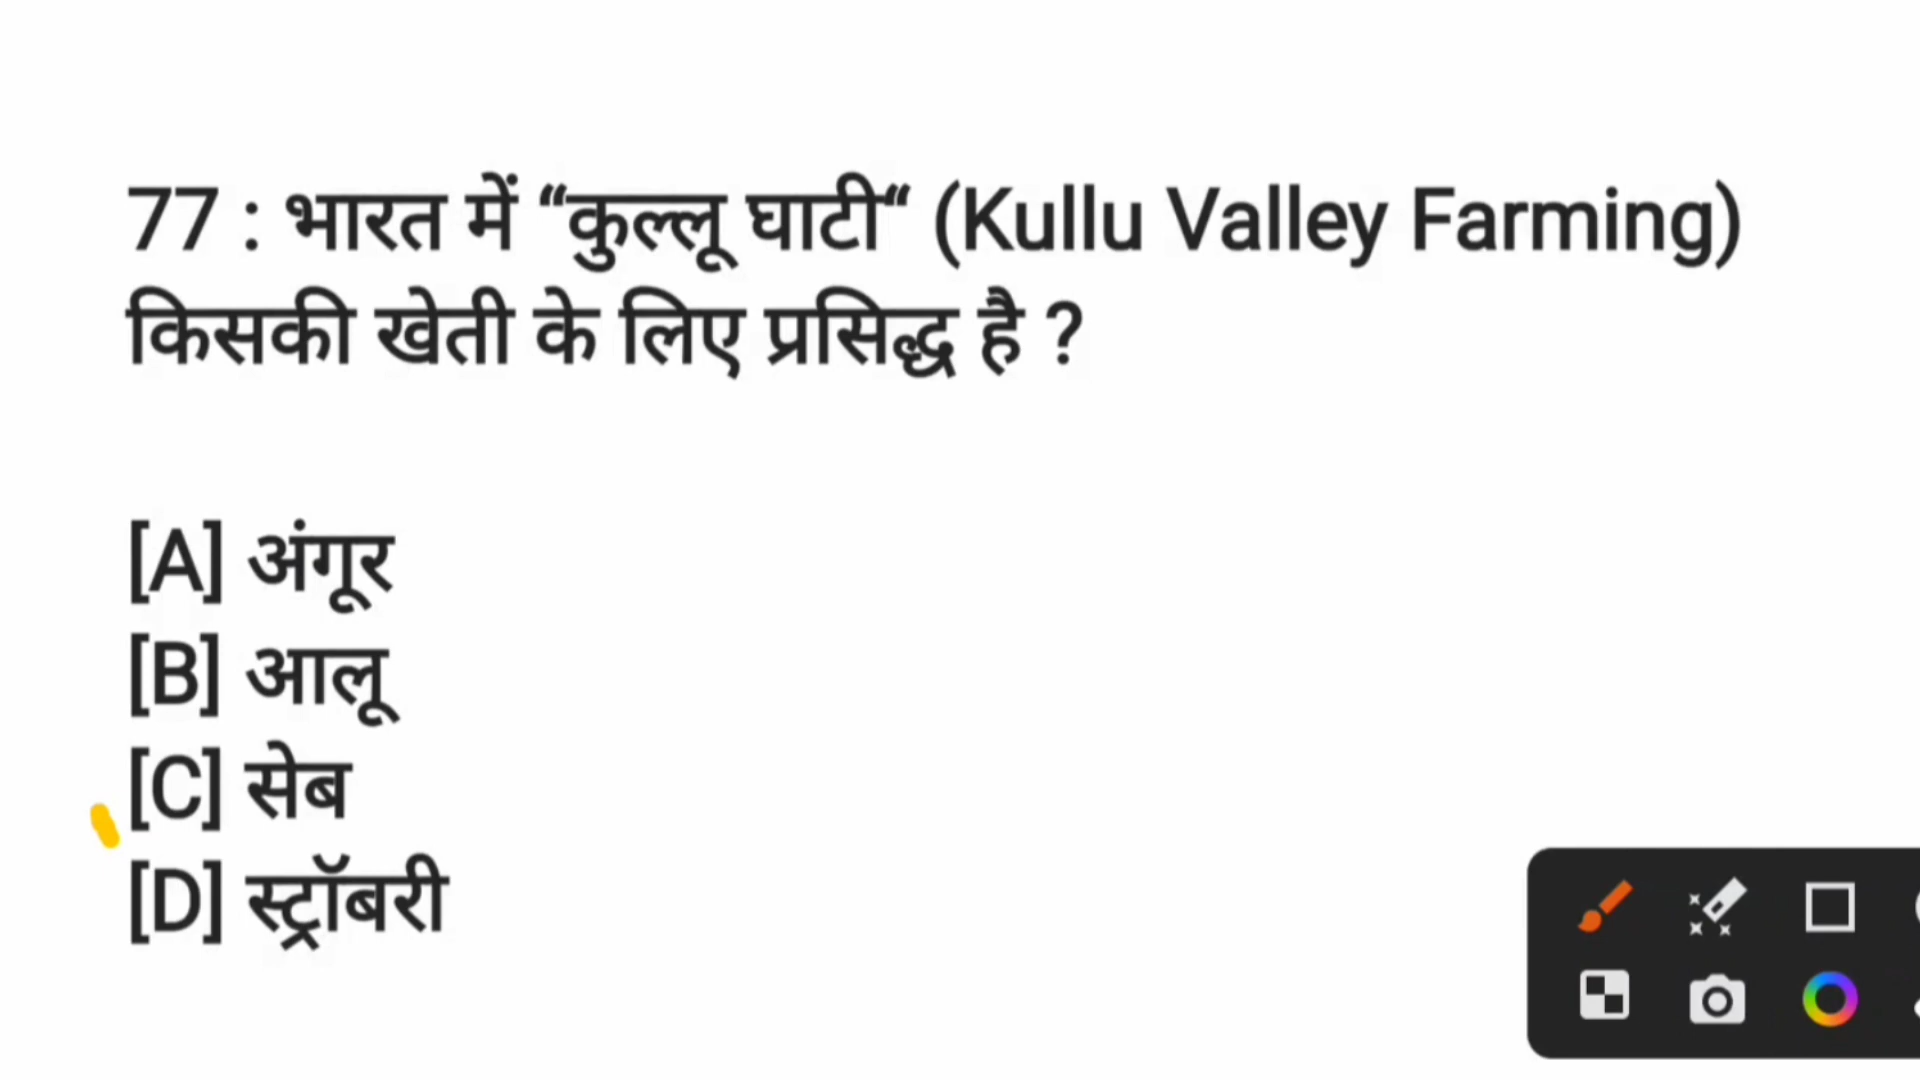 77 : भारत में “कुल्लू घाटी“ (Kullu Valley Farming)
किसकी खेती के लिए प्रसिद्ध है ?
[A] अंगूर
[B] आलू
[C] सेब
[D] स्ट्रॉबरी